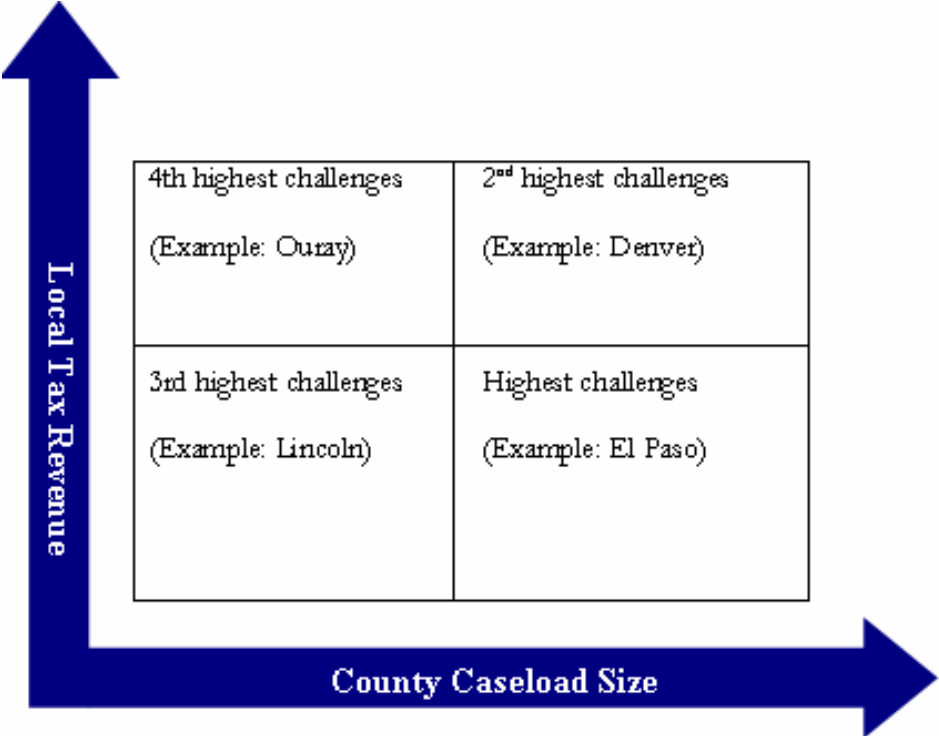 4th highest challenges
(Example: Ouray)
2nd highest challenges
(Example: Denver)
3rd highest challenges
(Example: Lincoln)
Highest challenges
(Example: El Paso)
Local Tax Revenue
County Caseload Size